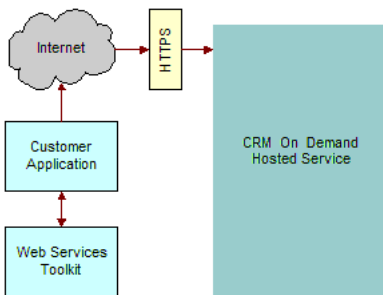 Internet
HTTPS
CRM On Demand
Hosted Service
Customer
Application
Web Services
Toolkit